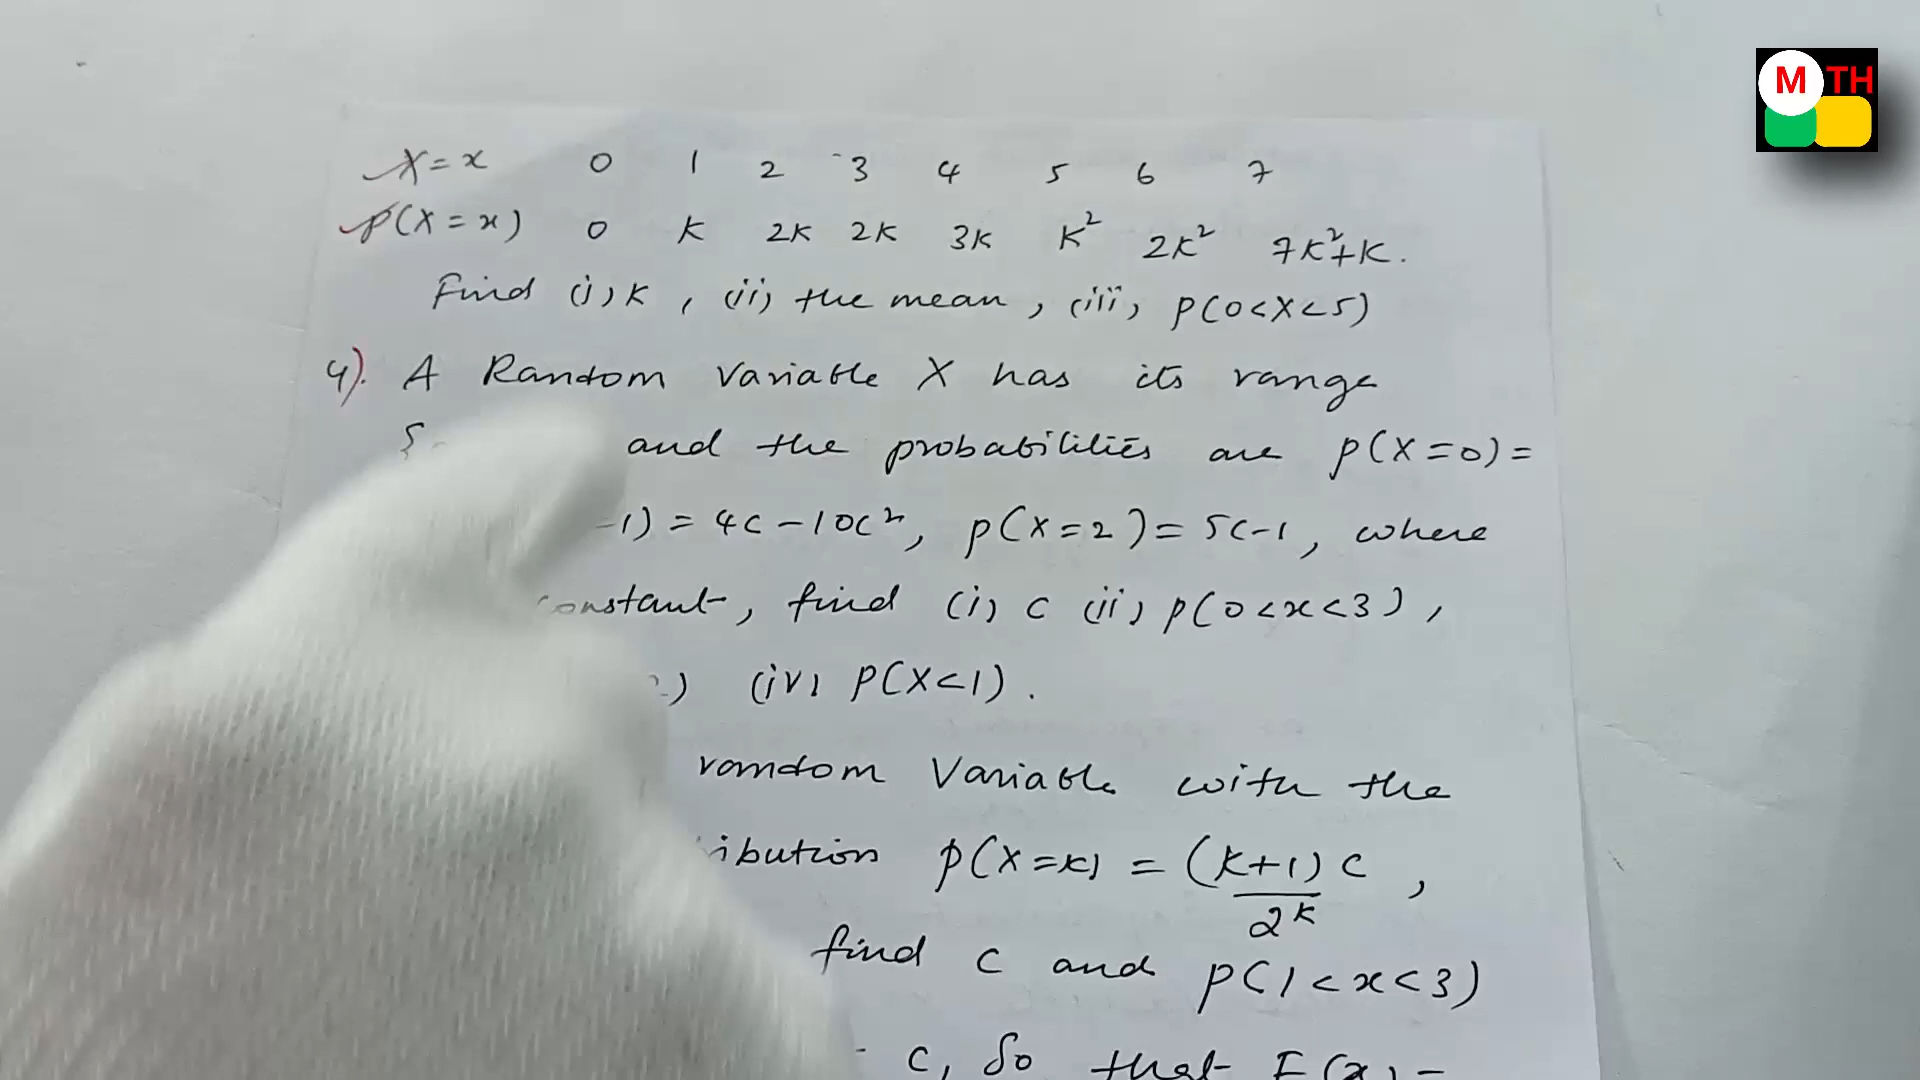 M TH
X=x 0 1 2 3 4 5 6 7
p(X=x) 0 K 2K 2K 3K K² 2K² 7K²+K.
Find (i) K, (ii) the mean, (iii) P(0<X<5)
4). A Random Variable X has its range
{ and the probabilities are p(X=0)=
-1) = 4c-10c², p(X=2)=5c-1, where
constant, find (i) c (ii) p(0<x<3),
) (iv) P(X<1).
random Variable with the
ibution p(X=k) = (k+1)c/2^k,
find c and p(1<x<3)
c, so that F(x)=